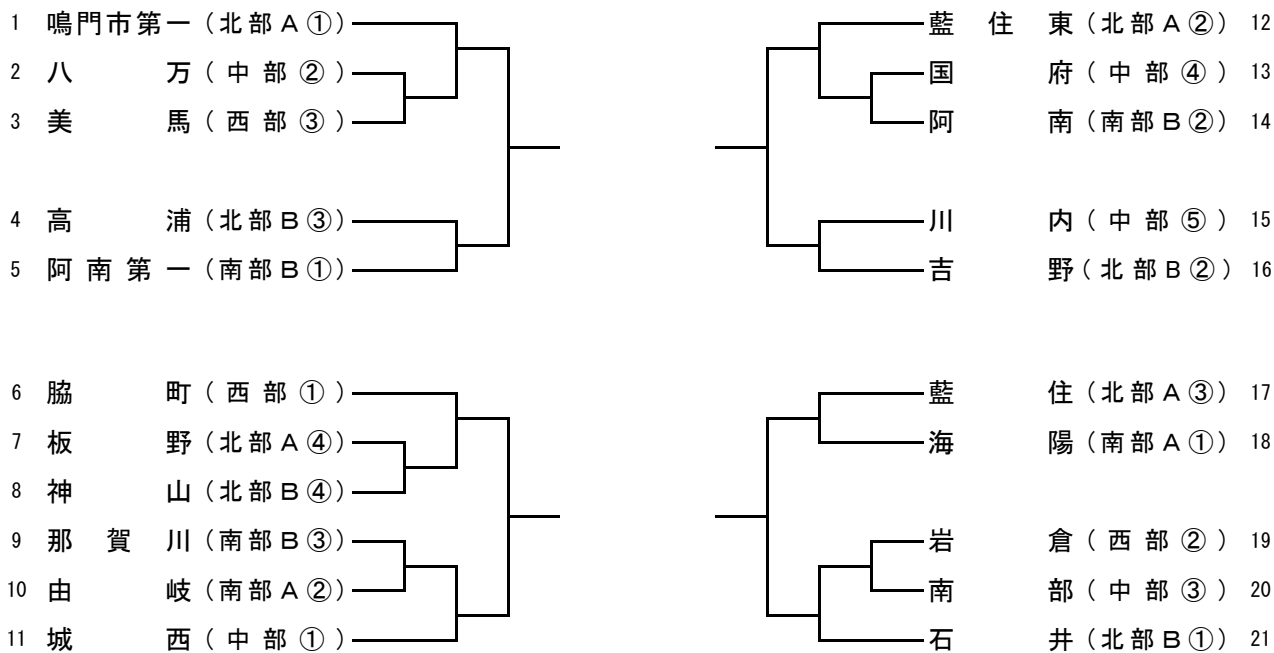 1 鳴門市第一(北部A①)
2 八万(中部②)
3 美馬(西部③)
4 高浦(北部B③)
5 阿南第一(南部B①)
6 脇町(西部①)
7 板野(北部A④)
8 神山(北部B④)
9 那賀川(南部B③)
10 由岐(南部A②)
11 城西(中部①)
藍住東(北部A②) 12
国府(中部④) 13
阿南(南部B②) 14
川内(中部⑤) 15
吉野(北部B②) 16
藍住(北部A③) 17
海陽(南部A①) 18
岩倉(西部②) 19
南部(中部③) 20
石井(北部B①) 21